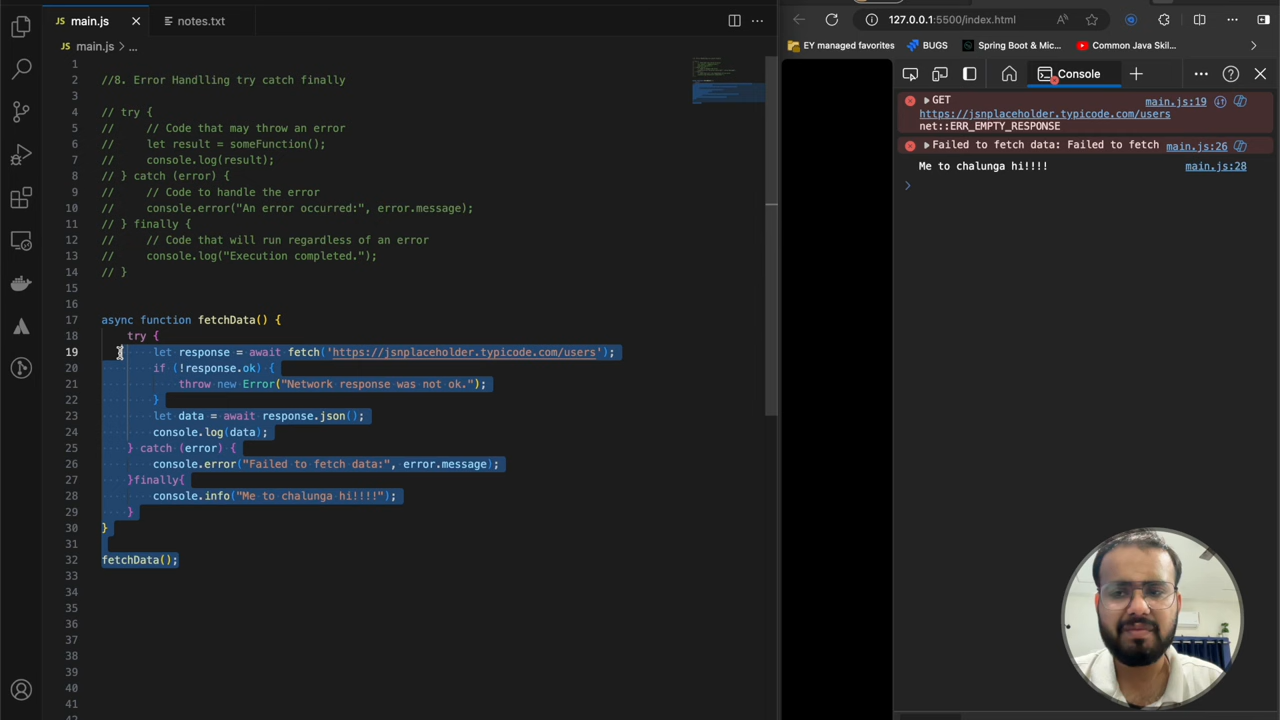 main.js
notes.txt
127.0.0.1:5500/index.html
main.js > ...
EY managed favorites
BUGS
Spring Boot & Mic...
Common Java Skil...
Console
1
2 //8. Error Handlling try catch finally
3
4 // try {
5 //     // Code that may throw an error
6 //     let result = someFunction();
7 //     console.log(result);
8 // } catch (error) {
9 //     // Code to handle the error
10 //     console.error("An error occurred:", error.message);
11 // } finally {
12 //     // Code that will run regardless of an error
13 //     console.log("Execution completed.");
14 // }
15
16
17 async function fetchData() {
18     try {
19         let response = await fetch('https://jsnplaceholder.typicode.com/users');
20         if (!response.ok) {
21             throw new Error("Network response was not ok.");
22         }
23         let data = await response.json();
24         console.log(data);
25     } catch (error) {
26         console.error("Failed to fetch data:", error.message);
27     }finally{
28         console.info("Me to chalunga hi!!!!");
29     }
30 }
31
32 fetchData();
33
34
35
36
37
38
39
40
41
GET main.js:19
https://jsnplaceholder.typicode.com/users
net::ERR_EMPTY_RESPONSE
Failed to fetch data: Failed to fetch main.js:26
Me to chalunga hi!!!! main.js:28